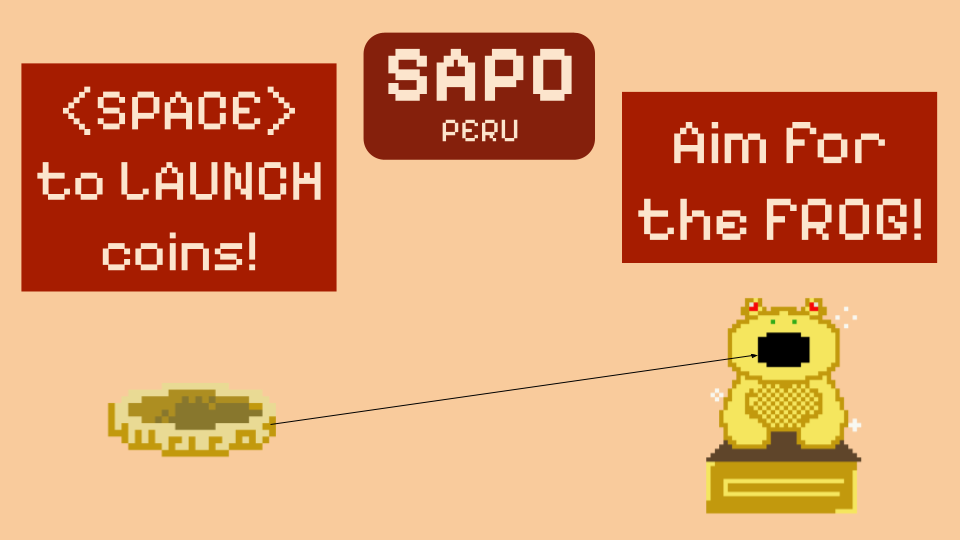 SAPO
PERU
<SPACE>
to LAUNCH
coins!
Aim for
the FROG!